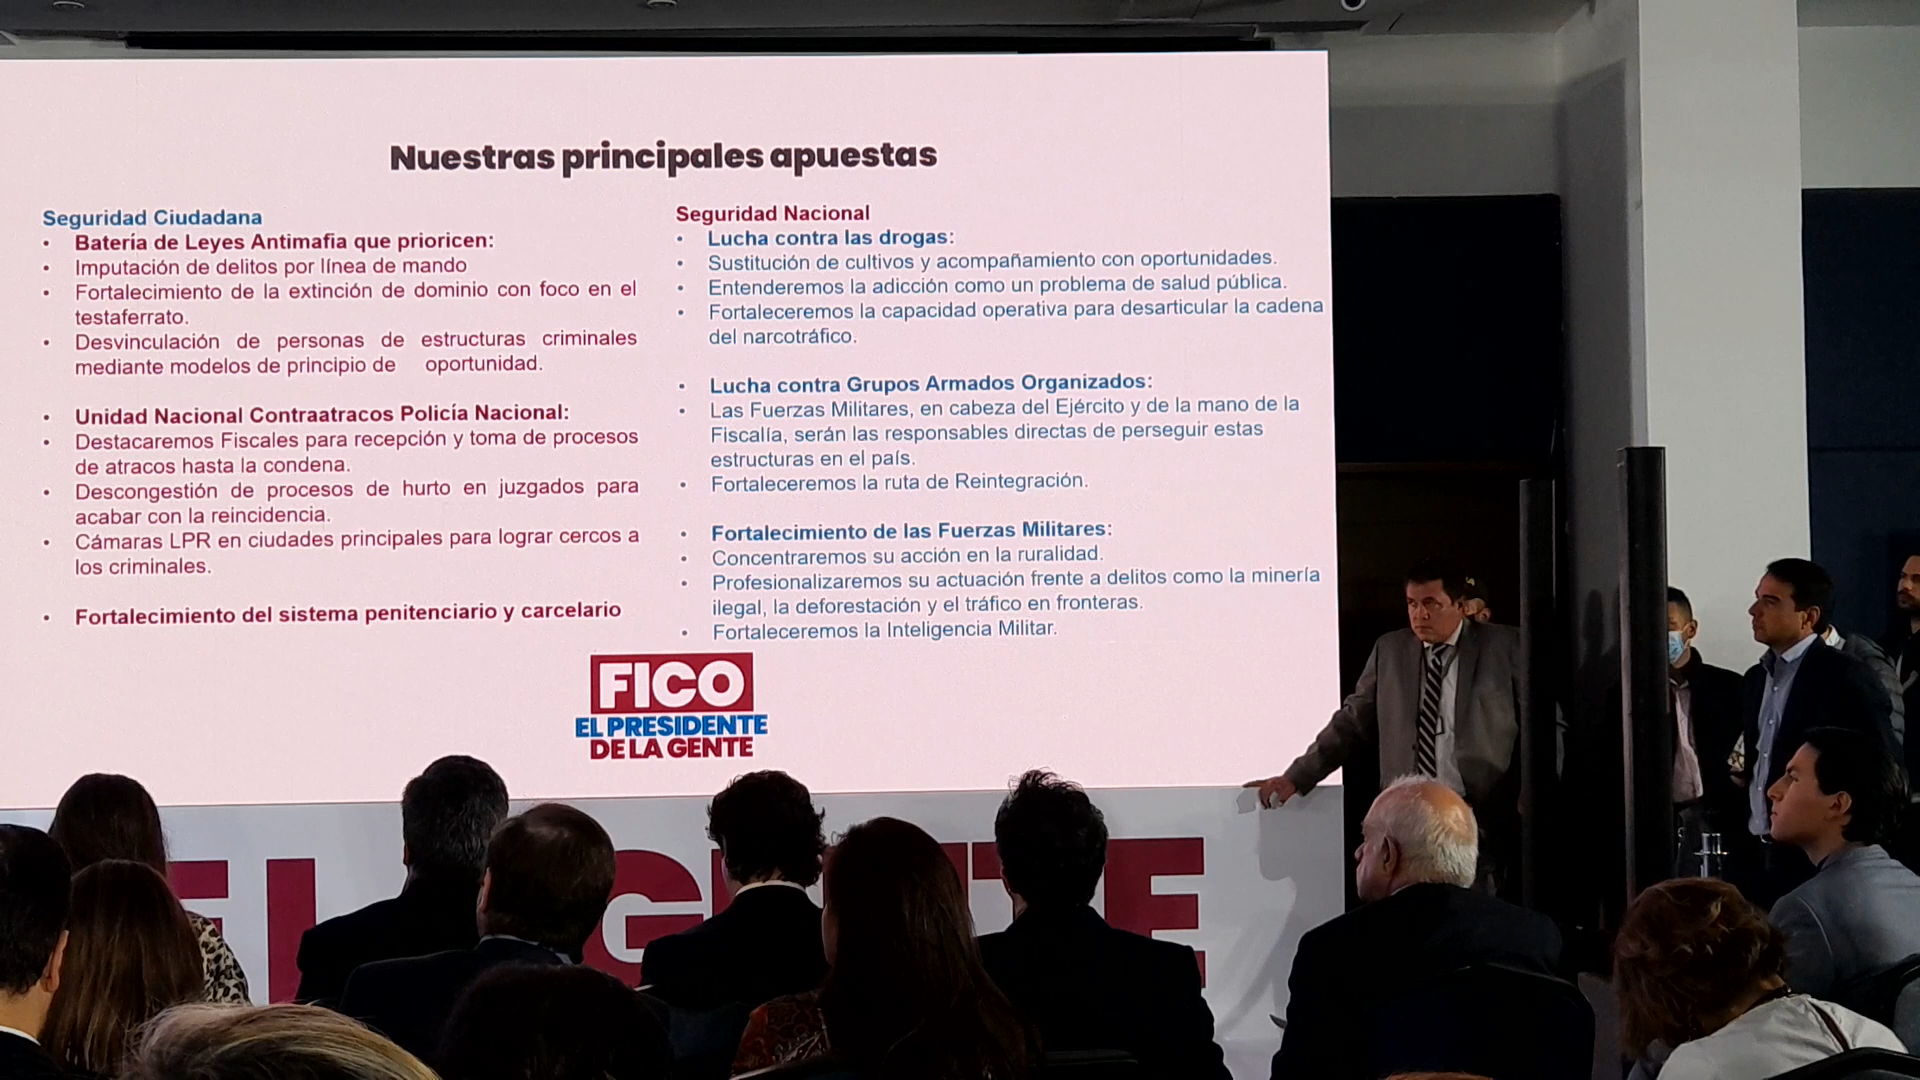 Nuestras principales apuestas
Seguridad Ciudadana
• Batería de Leyes Antimafia que prioricen:
• Imputación de delitos por línea de mando
• Fortalecimiento de la extinción de dominio con foco en el
testaferrato.
• Desvinculación de personas de estructuras criminales
mediante modelos de principio de oportunidad.
• Unidad Nacional Contraatracos Policía Nacional:
• Destacaremos Fiscales para recepción y toma de procesos
de atracos hasta la condena.
• Descongestión de procesos de hurto en juzgados para
acabar con la reincidencia.
• Cámaras LPR en ciudades principales para lograr cercos a
los criminales.
• Fortalecimiento del sistema penitenciario y carcelario
Seguridad Nacional
• Lucha contra las drogas:
• Sustitución de cultivos y acompañamiento con oportunidades.
• Entenderemos la adicción como un problema de salud pública.
• Fortaleceremos la capacidad operativa para desarticular la cadena
del narcotráfico.
• Lucha contra Grupos Armados Organizados:
• Las Fuerzas Militares, en cabeza del Ejército y de la mano de la
Fiscalía, serán las responsables directas de perseguir estas
estructuras en el país.
• Fortaleceremos la ruta de Reintegración.
• Fortalecimiento de las Fuerzas Militares:
• Concentraremos su acción en la ruralidad.
• Profesionalizaremos su actuación frente a delitos como la minería
ilegal, la deforestación y el tráfico en fronteras.
• Fortaleceremos la Inteligencia Militar.
FICO
EL PRESIDENTE
DE LA GENTE